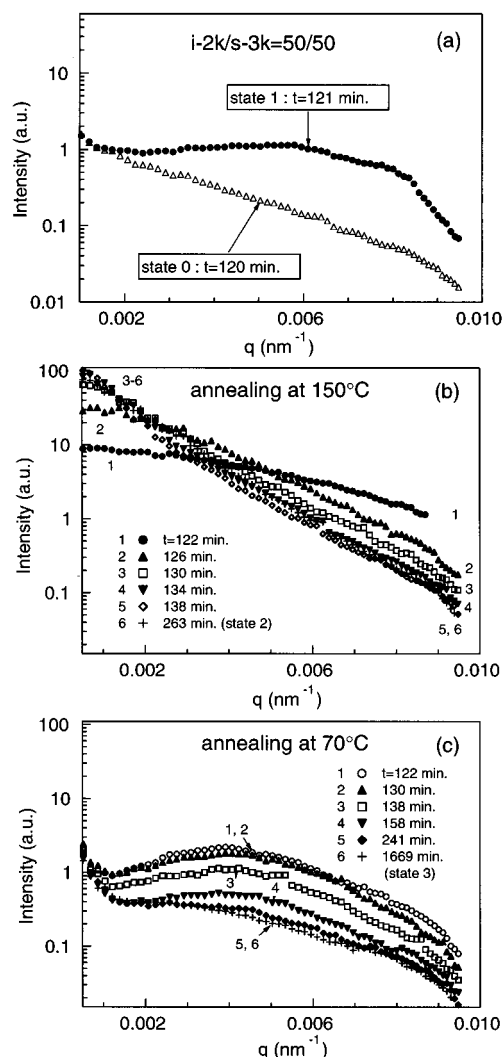 i-2k/s-3k=50/50
(a)
state 1 : t=121 min.
state 0 : t=120 min.
Intensity (a.u.)
10
1
0.1
0.01
0.002
0.006
0.010
q (nm⁻¹)
annealing at 150°C
(b)
100
10
1
0.1
Intensity (a.u.)
3-6
2
1
1
2
3
4
5, 6
1 t=122 min.
2 126 min.
3 130 min.
4 134 min.
5 138 min.
6 263 min. (state 2)
0.002
0.006
0.010
q (nm⁻¹)
annealing at 70°C
(c)
100
10
1
0.1
Intensity (a.u.)
1 t=122 min.
2 130 min.
3 138 min.
4 158 min.
5 241 min.
6 1669 min.
(state 3)
1, 2
3
4
5, 6
0.002
0.006
0.010
q (nm⁻¹)